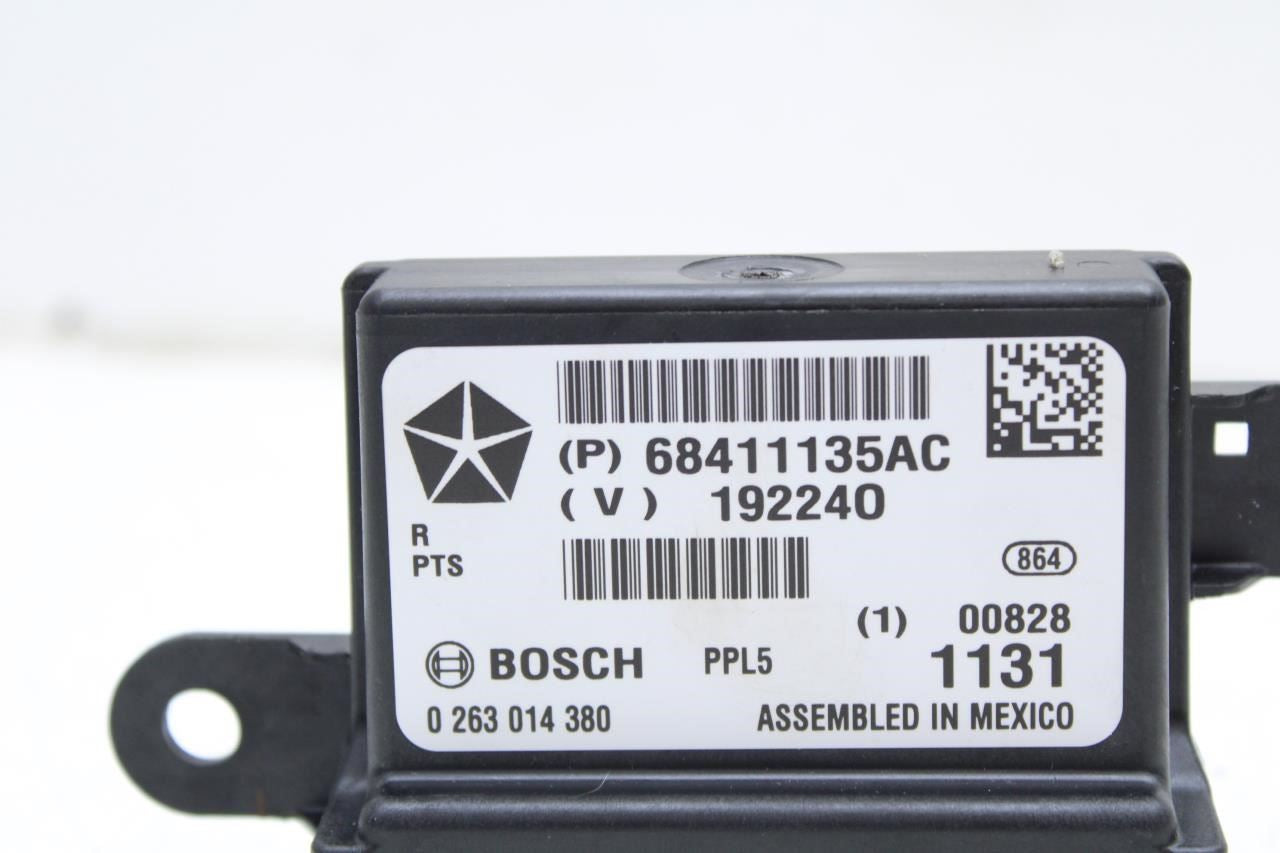 (P) 68411135AC
(V) 192240
R
PTS
864
(1) 00828
BOSCH PPL5 1131
0 263 014 380 ASSEMBLED IN MEXICO